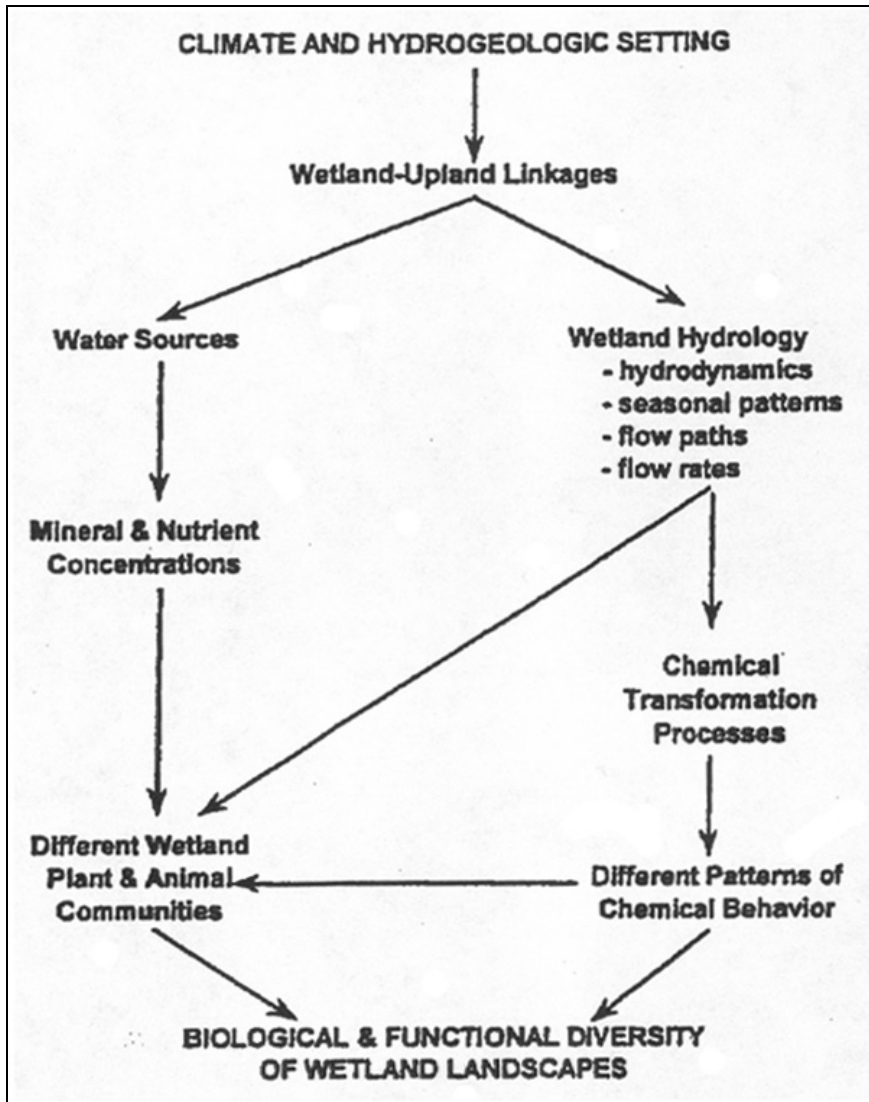 CLIMATE AND HYDROGEOLOGIC SETTING
Wetland-Upland Linkages
Water Sources
Wetland Hydrology
- hydrodynamics
- seasonal patterns
- flow paths
- flow rates
Mineral & Nutrient
Concentrations
Chemical
Transformation
Processes
Different Wetland
Plant & Animal
Communities
Different Patterns of
Chemical Behavior
BIOLOGICAL & FUNCTIONAL DIVERSITY
OF WETLAND LANDSCAPES